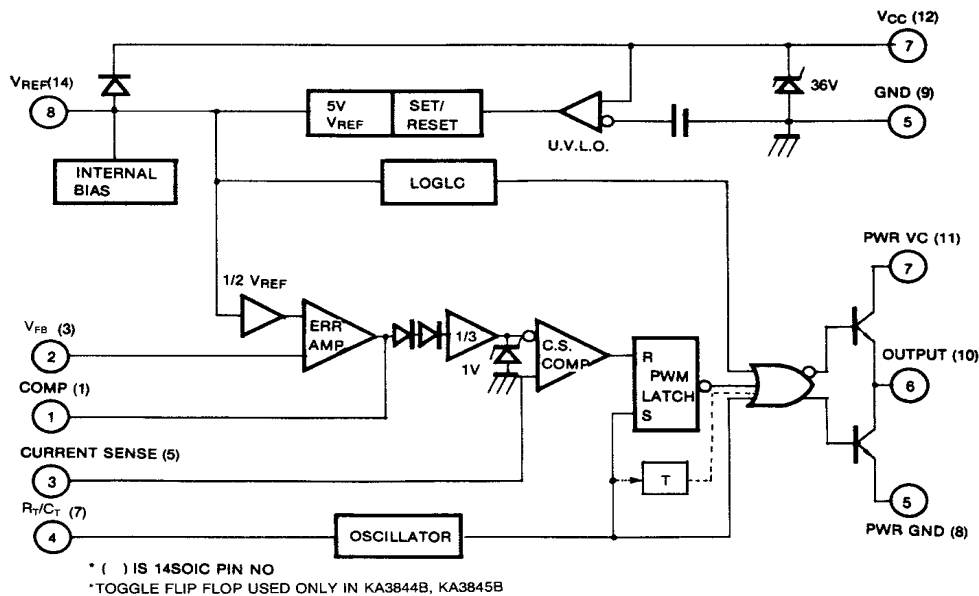 VCC (12)
7
VREF(14)
8
36V
GND (9)
5
5V
VREF
SET/
RESET
U.V.L.O.
INTERNAL
BIAS
LOGLC
PWR VC (11)
7
1/2 VREF
ERR
AMP
1/3
1V
C.S.
COMP
VFB (3)
2
COMP (1)
1
CURRENT SENSE (5)
3
RT/CT (7)
4
OSCILLATOR
R
PWM
LATCH
S
T
OUTPUT (10)
6
5
PWR GND (8)
* ( ) IS 14SOIC PIN NO
*TOGGLE FLIP FLOP USED ONLY IN KA3844B, KA3845B